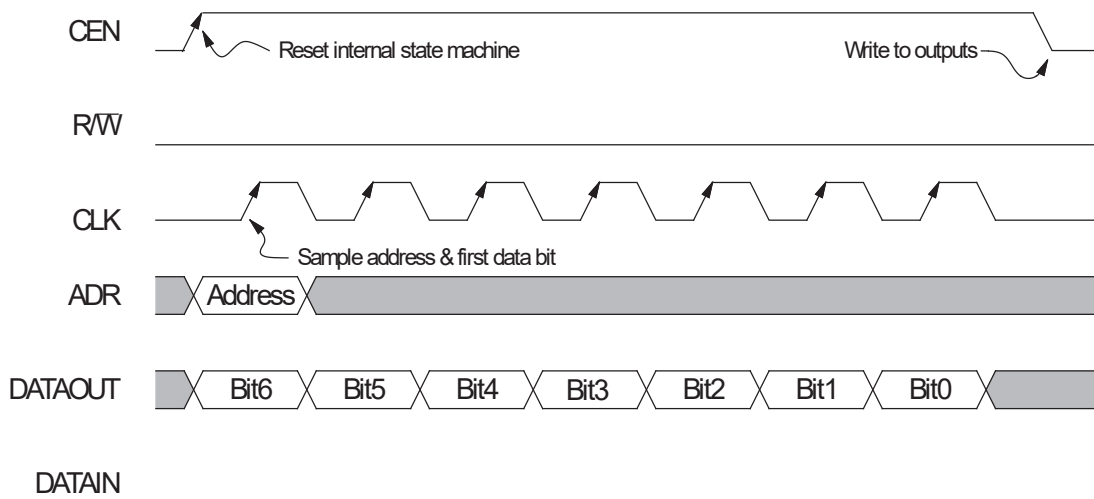 CEN
Reset internal state machine
Write to outputs
R/W̅
CLK
Sample address & first data bit
ADR
Address
DATAOUT
Bit6 Bit5 Bit4 Bit3 Bit2 Bit1 Bit0
DATAIN